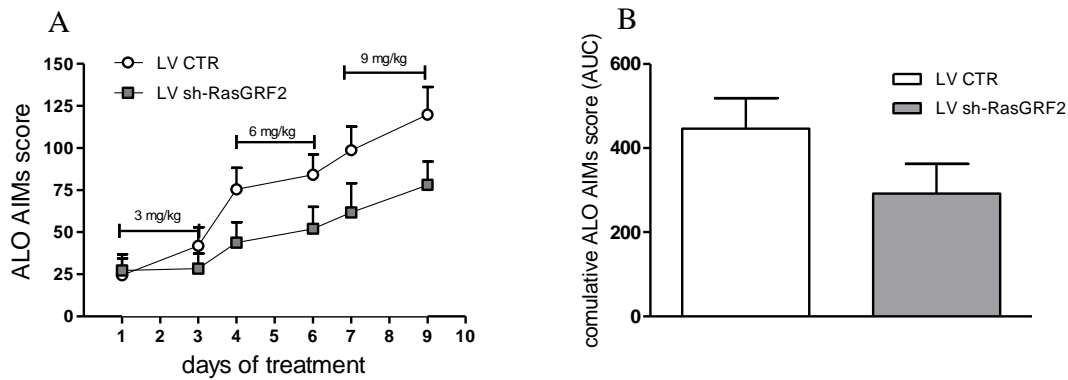 A
LV CTR
LV sh-RasGRF2
9 mg/kg
6 mg/kg
3 mg/kg
150
125
100
75
50
25
0
ALO AIMs score
1 2 3 4 5 6 7 8 9 10
days of treatment
B
LV CTR
LV sh-RasGRF2
600
400
200
0
comulative ALO AIMs score (AUC)